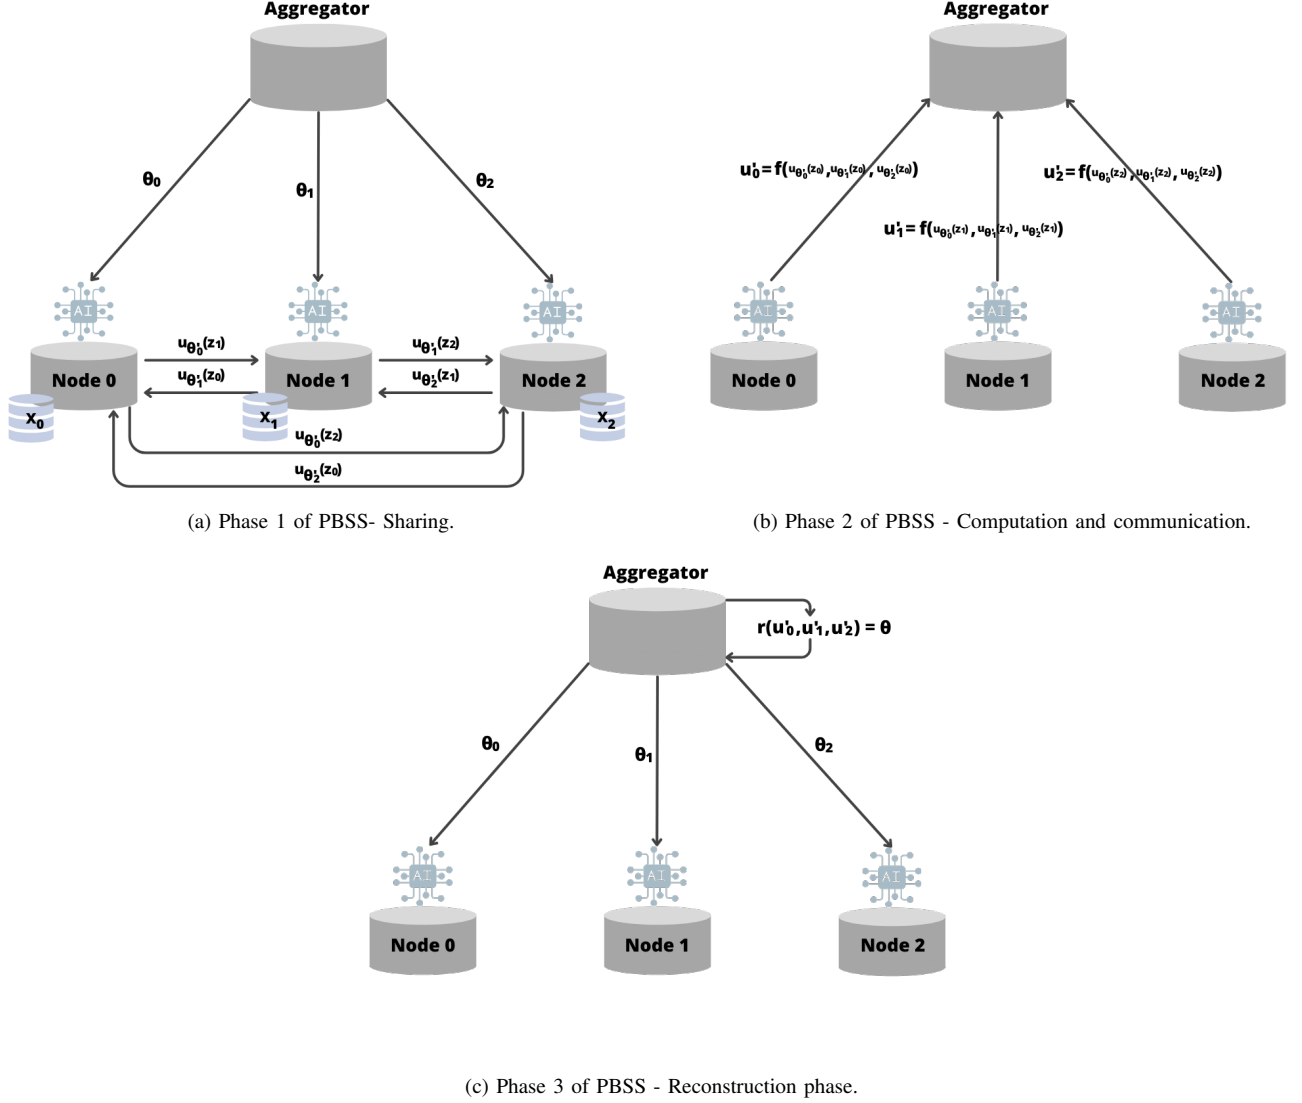 Aggregator
θ0
θ1
θ2
AI
AI
AI
Node 0
Node 1
Node 2
uθ'0(z1)
uθ'1(z0)
uθ'1(z2)
uθ'2(z1)
X0
X1
X2
uθ'0(z2)
uθ'2(z0)
(a) Phase 1 of PBSS- Sharing.
Aggregator
u'0=f(uθ'0(z0),uθ'1(z0),uθ'2(z0))
u'2=f(uθ'0(z2),uθ'1(z2),uθ'2(z2))
u'1=f(uθ'0(z1),uθ'1(z1),uθ'2(z1))
AI
AI
AI
Node 0
Node 1
Node 2
(b) Phase 2 of PBSS - Computation and communication.
Aggregator
r(u'0,u'1,u'2) = θ
θ0
θ1
θ2
AI
AI
AI
Node 0
Node 1
Node 2
(c) Phase 3 of PBSS - Reconstruction phase.